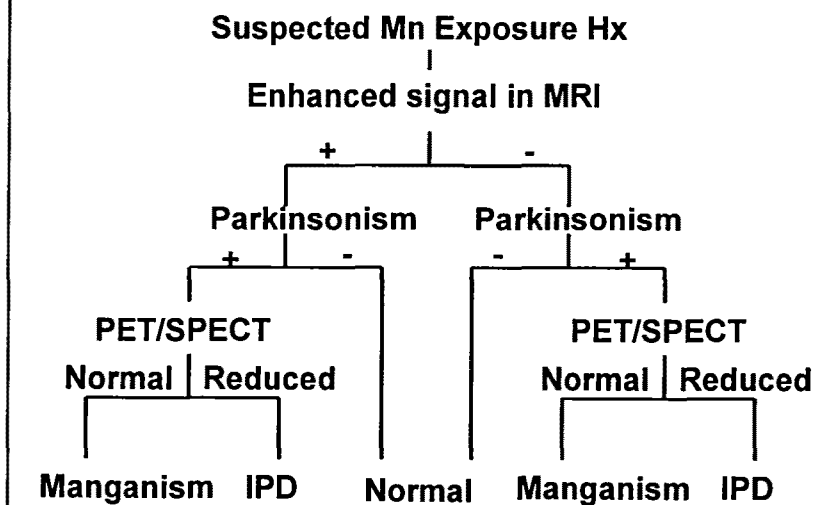 Suspected Mn Exposure Hx
Enhanced signal in MRI
+ -
Parkinsonism Parkinsonism
+ - - +
PET/SPECT PET/SPECT
Normal Reduced Normal Reduced
Manganism IPD Normal Manganism IPD